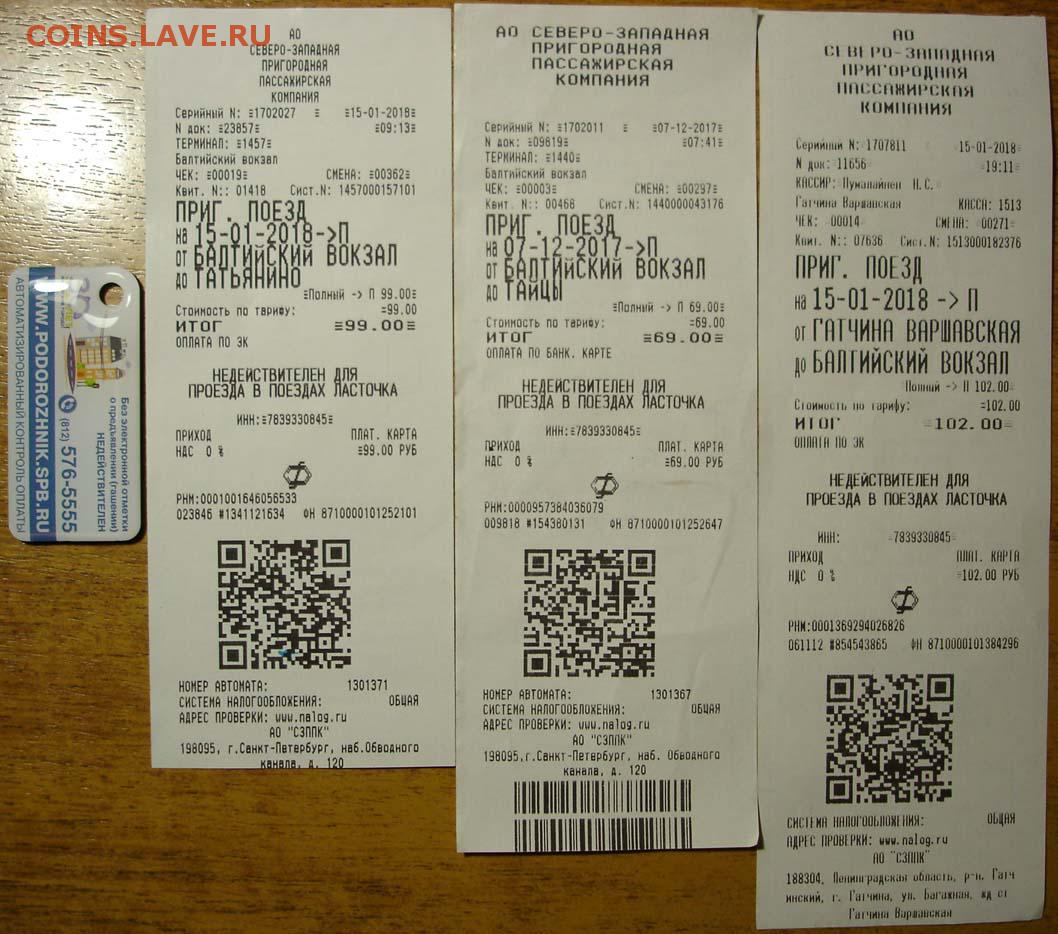 COINS.LAVE.RU
WWW.PODOROZHNIK.SPB.RU
АВТОМАТИЗИРОВАННЫЙ КОНТРОЛЬ ОПЛАТЫ
(812) 576-5555
Без электронной отметки
о предъявлении (гашении)
НЕДЕЙСТВИТЕЛЕН
АО
СЕВЕРО-ЗАПАДНАЯ
ПРИГОРОДНАЯ
ПАССАЖИРСКАЯ
КОМПАНИЯ
Серийный N: ≡1702027 ≡ ≡15-01-2018≡
N док: ≡23857≡ ≡09:13≡
ТЕРМИНАЛ: ≡1457≡
Балтийский вокзал
ЧЕК: ≡00019≡ СМЕНА: ≡00362≡
Квит. N:: 01418 Сист.N: 1457000157101
ПРИГ. ПОЕЗД
на 15-01-2018->П
от БАЛТИйСКИЙ ВОКЗАЛ
до ТАТЬЯНИНО
≡Полный -> П 99.00≡
Стоимость по тарифу: ≡99.00
ИТОГ ≡99.00≡
ОПЛАТА ПО ЭК
НЕДЕЙСТВИТЕЛЕН ДЛЯ
ПРОЕЗДА В ПОЕЗДАХ ЛАСТОЧКА
ИНН:≡7839330845≡
ПРИХОД ПЛАТ. КАРТА
НДС 0 % ≡99.00 РУБ
РНМ:0001001646056533
023846 #1341121634 ФН 8710000101252101
НОМЕР АВТОМАТА: 1301371
СИСТЕМА НАЛОГООБЛОЖЕНИЯ: ОБЩАЯ
АДРЕС ПРОВЕРКИ: www.nalog.ru
АО "СЗППК"
198095, г.Санкт-Петербург, наб.Обводного
канала, д. 120
АО СЕВЕРО-ЗАПАДНАЯ
ПРИГОРОДНАЯ
ПАССАЖИРСКАЯ
КОМПАНИЯ
Серийный N: ≡1702011 ≡ ≡07-12-2017≡
N док: ≡09819≡ ≡07:41≡
ТЕРМИНАЛ: ≡1440≡
Балтийский вокзал
ЧЕК: ≡00003≡ СМЕНА: ≡00297≡
Квит. N:: 00466 Сист.N: 1440000043176
ПРИГ. ПОЕЗД
на 07-12-2017->П
от БАЛТИйСКИЙ ВОКЗАЛ
до ТАйЦЫ
≡Полный -> П 69.00≡
Стоимость по тарифу: ≡69.00
ИТОГ ≡69.00≡
ОПЛАТА ПО БАНК. КАРТЕ
НЕДЕЙСТВИТЕЛЕН ДЛЯ
ПРОЕЗДА В ПОЕЗДАХ ЛАСТОЧКА
ИНН:≡7839330845≡
ПРИХОД ПЛАТ. КАРТА
НДС 0 % ≡69.00 РУБ
РНМ:0000957384036079
009818 #154380131 ФН 8710000101252647
НОМЕР АВТОМАТА: 1301367
СИСТЕМА НАЛОГООБЛОЖЕНИЯ: ОБЩАЯ
АДРЕС ПРОВЕРКИ: www.nalog.ru
АО "СЗППК"
198095,г.Санкт-Петербург, наб. Обводного
канала, д. 120
АО
СЕВЕРО-ЗАПАДНАЯ
ПРИГОРОДНАЯ
ПАССАЖИРСКАЯ
КОМПАНИЯ
Серийный N: 1707811 15-01-2018≡
N док: 11656 19:11≡
КАССИР: Нуманайнен Н.С.
Гатчина Варшавская КАССА: 1513
ЧЕК: 00014 СМЕНА: 00271≡
Квит. N:: 07636 Сист.N: 1513000182376
ПРИГ. ПОЕЗД
на 15-01-2018 -> П
от ГАТЧИНА ВАРШАВСКАЯ
до БАЛТИЙСКИЙ ВОКЗАЛ
Полный -> П 102.00≡
Стоимость по тарифу: ≡102.00
ИТОГ ≡102.00≡
ОПЛАТА ПО ЭК
НЕДЕЙСТВИТЕЛЕН ДЛЯ
ПРОЕЗДА В ПОЕЗДАХ ЛАСТОЧКА
ИНН: ≡7839330845≡
ПРИХОД ПЛАТ. КАРТА
НДС 0 % ≡102.00 РУБ
РНМ:0001369294026826
061112 #854543865 ФН 8710000101384296
СИСТЕМА НАЛОГООБЛОЖЕНИЯ: ОБЩАЯ
АДРЕС ПРОВЕРКИ: www.nalog.ru
АО "СЗППК"
188304, Ленинградская область, р-н. Гатч
инский, г. Гатчина, ул. Багажная, жд ст
Гатчина Варшавская